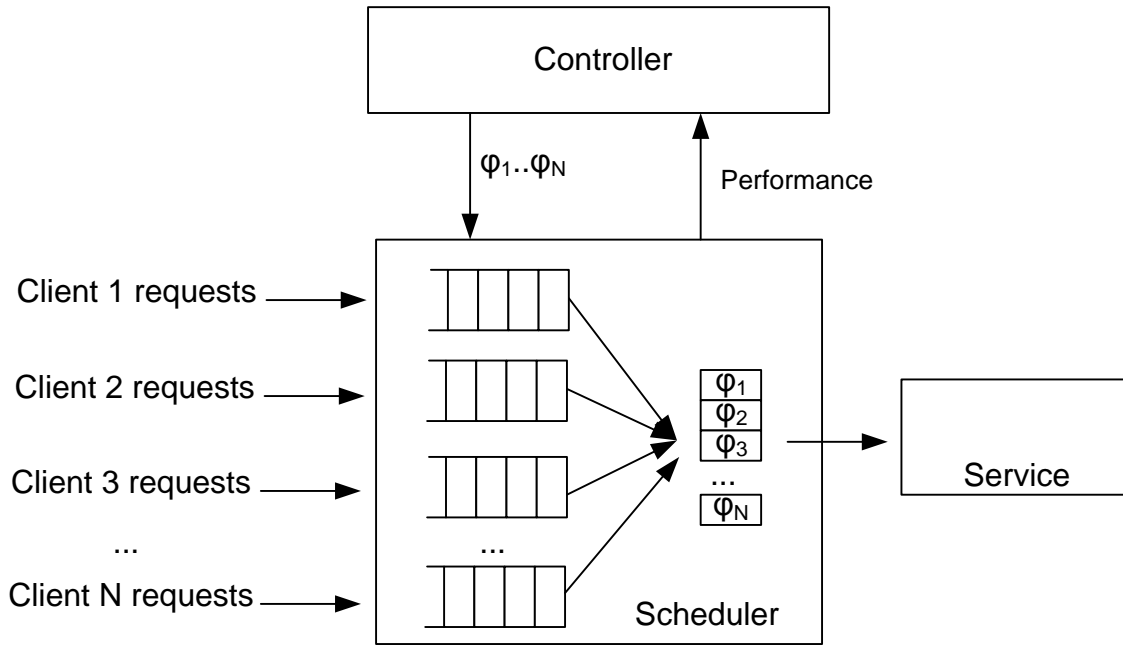 Controller
φ1..φN
Performance
Client 1 requests
Client 2 requests
Client 3 requests
...
Client N requests
...
φ1
φ2
φ3
...
φN
Scheduler
Service